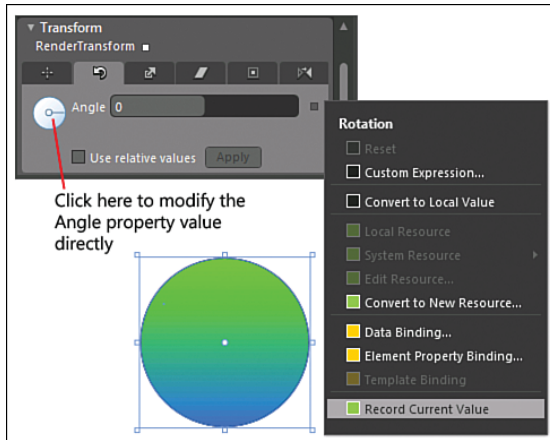 Transform
RenderTransform
Angle 0
Use relative values Apply
Click here to modify the
Angle property value
directly
Rotation
Reset
Custom Expression...
Convert to Local Value
Local Resource
System Resource
Edit Resource...
Convert to New Resource...
Data Binding...
Element Property Binding...
Template Binding
Record Current Value